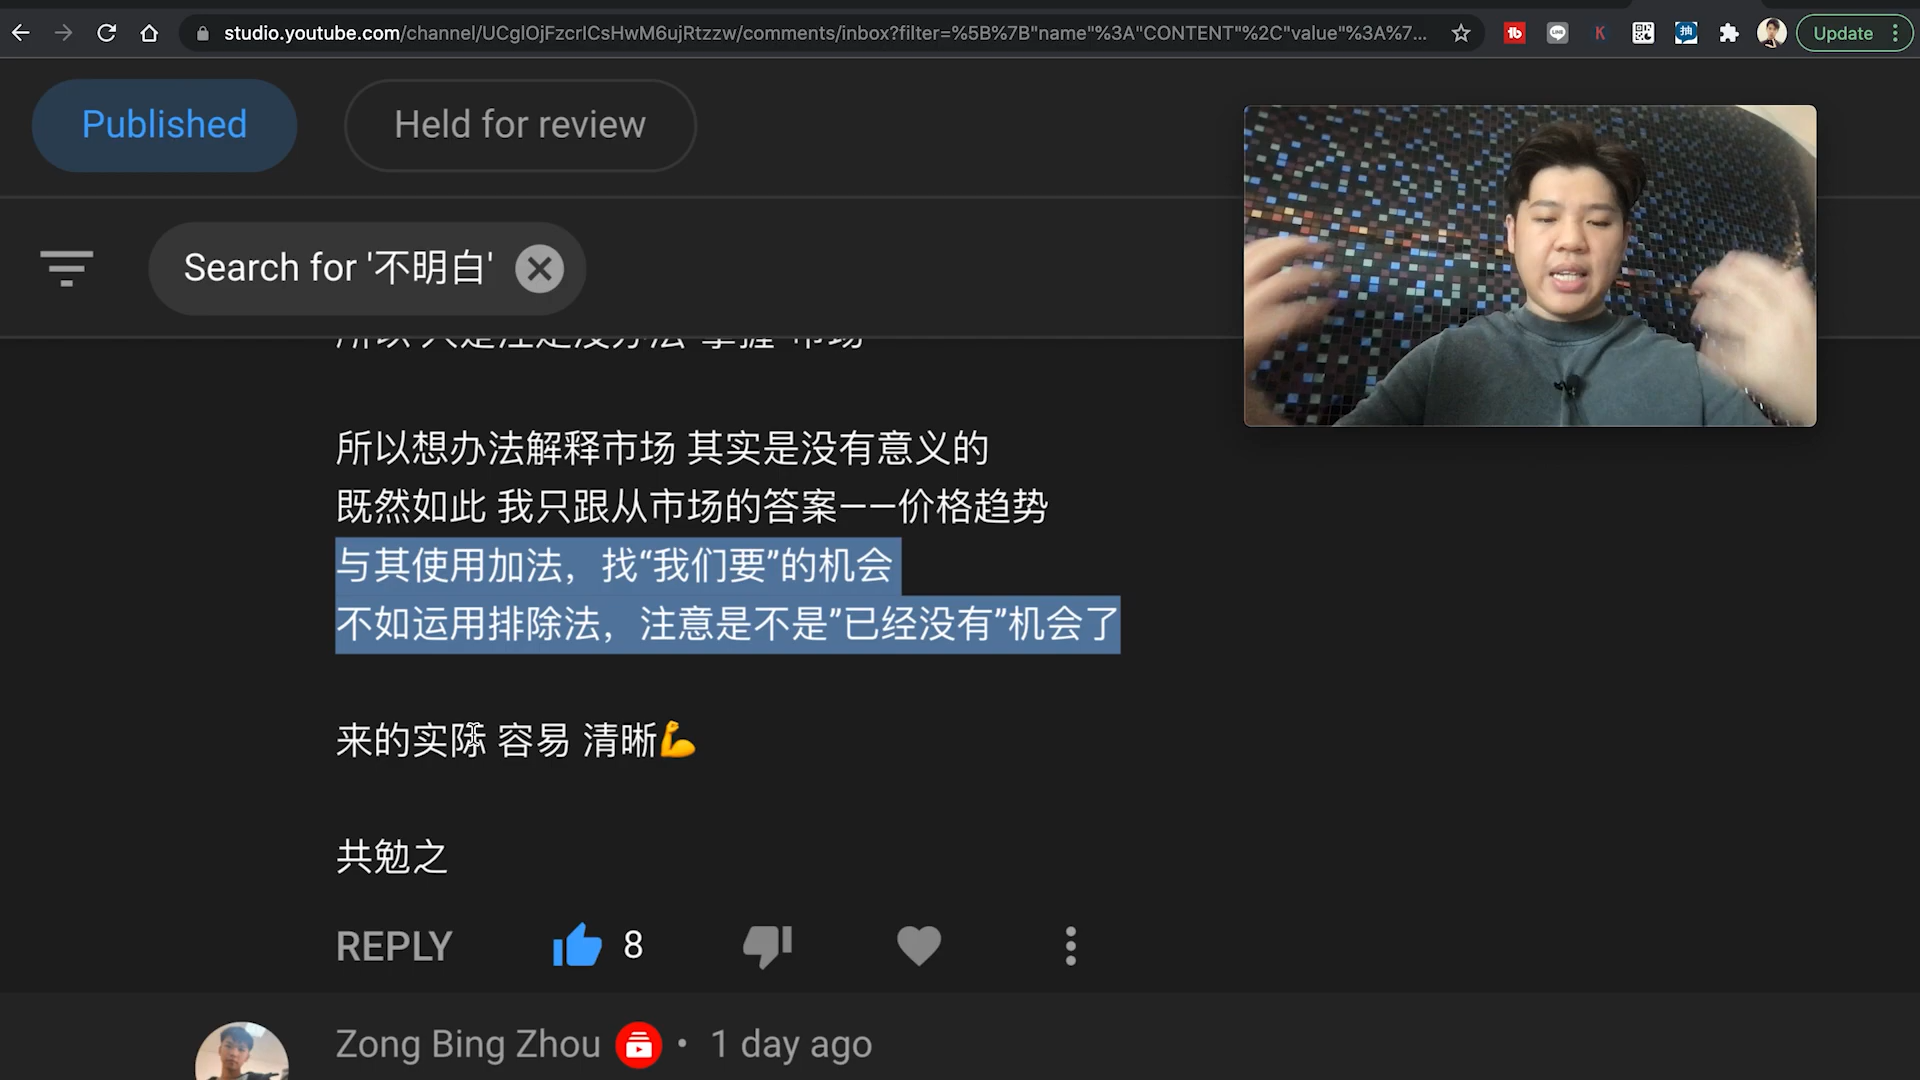 studio.youtube.com/channel/UCglOjFzcrICsHwM6ujRtzzw/comments/inbox?filter=%5B%7B"name"%3A"CONTENT"%2C"value"%3A%7...
Update
Published
Held for review
Search for '不明白'
所以想办法解释市场 其实是没有意义的
既然如此 我只跟从市场的答案——价格趋势
与其使用加法，找“我们要”的机会
不如运用排除法，注意是不是”已经没有”机会了
来的实际 容易 清晰💪
共勉之
REPLY 8
Zong Bing Zhou • 1 day ago